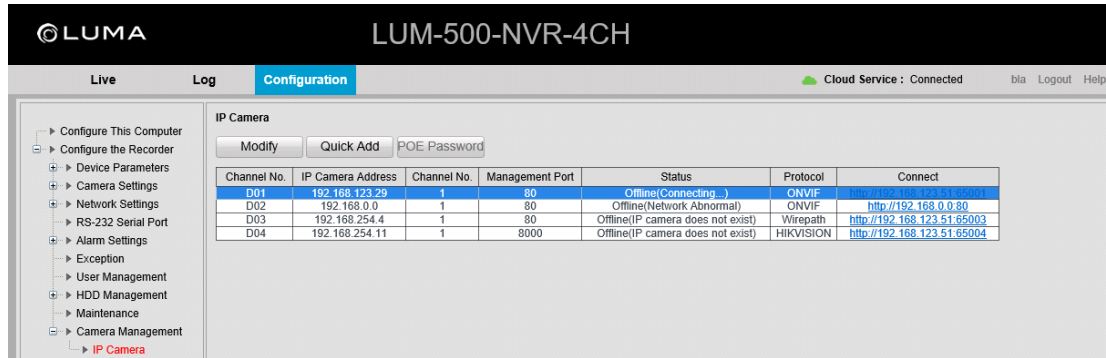 LUMA LUM-500-NVR-4CH
Live Log Configuration Cloud Service : Connected bla Logout Help
Configure This Computer
Configure the Recorder
Device Parameters
Camera Settings
Network Settings
RS-232 Serial Port
Alarm Settings
Exception
User Management
HDD Management
Maintenance
Camera Management
IP Camera
IP Camera
Modify Quick Add POE Password
Channel No. IP Camera Address Channel No. Management Port Status Protocol Connect
D01 192.168.123.29 1 80 Offline(Connecting...) ONVIF http://192.168.123.51:65001
D02 192.168.0.0 1 80 Offline(Network Abnormal) ONVIF http://192.168.0.0:80
D03 192.168.254.4 1 80 Offline(IP camera does not exist) Wirepath http://192.168.123.51:65003
D04 192.168.254.11 1 8000 Offline(IP camera does not exist) HIKVISION http://192.168.123.51:65004